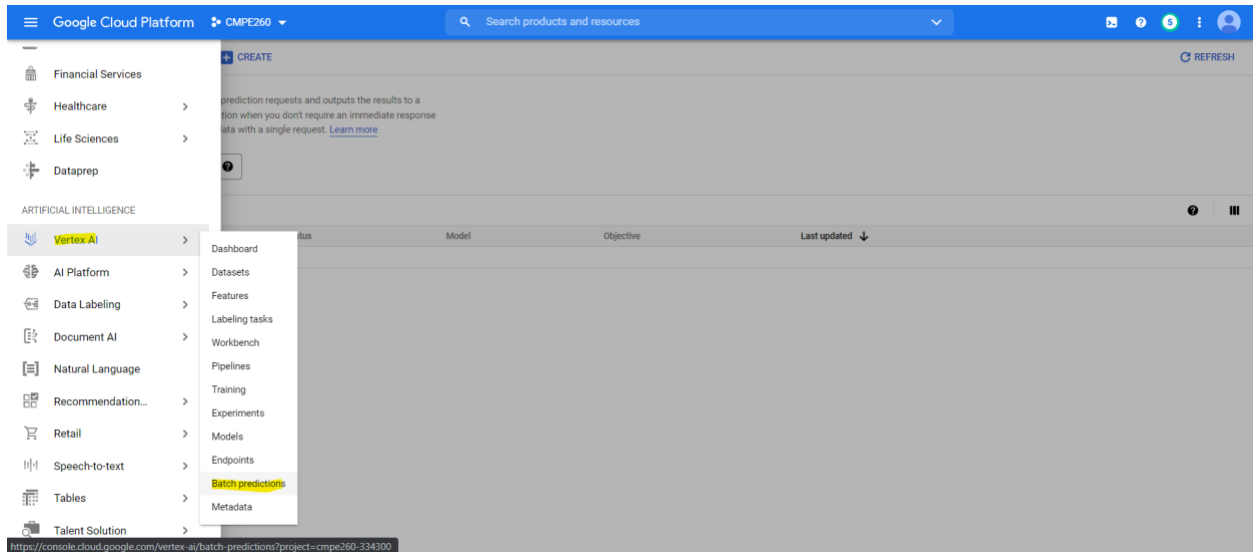 Google Cloud Platform CMPE260 Search products and resources 5
CREATE REFRESH
Financial Services
Healthcare
Life Sciences
Dataprep
prediction requests and outputs the results to a
tion when you don't require an immediate response
ata with a single request. Learn more
ARTIFICIAL INTELLIGENCE
Vertex AI
AI Platform
Data Labeling
Document AI
Natural Language
Recommendation...
Retail
Speech-to-text
Tables
Talent Solution
tus Model Objective Last updated
Dashboard
Datasets
Features
Labeling tasks
Workbench
Pipelines
Training
Experiments
Models
Endpoints
Batch predictions
Metadata
https://console.cloud.google.com/vertex-ai/batch-predictions?project=cmpe260-334300